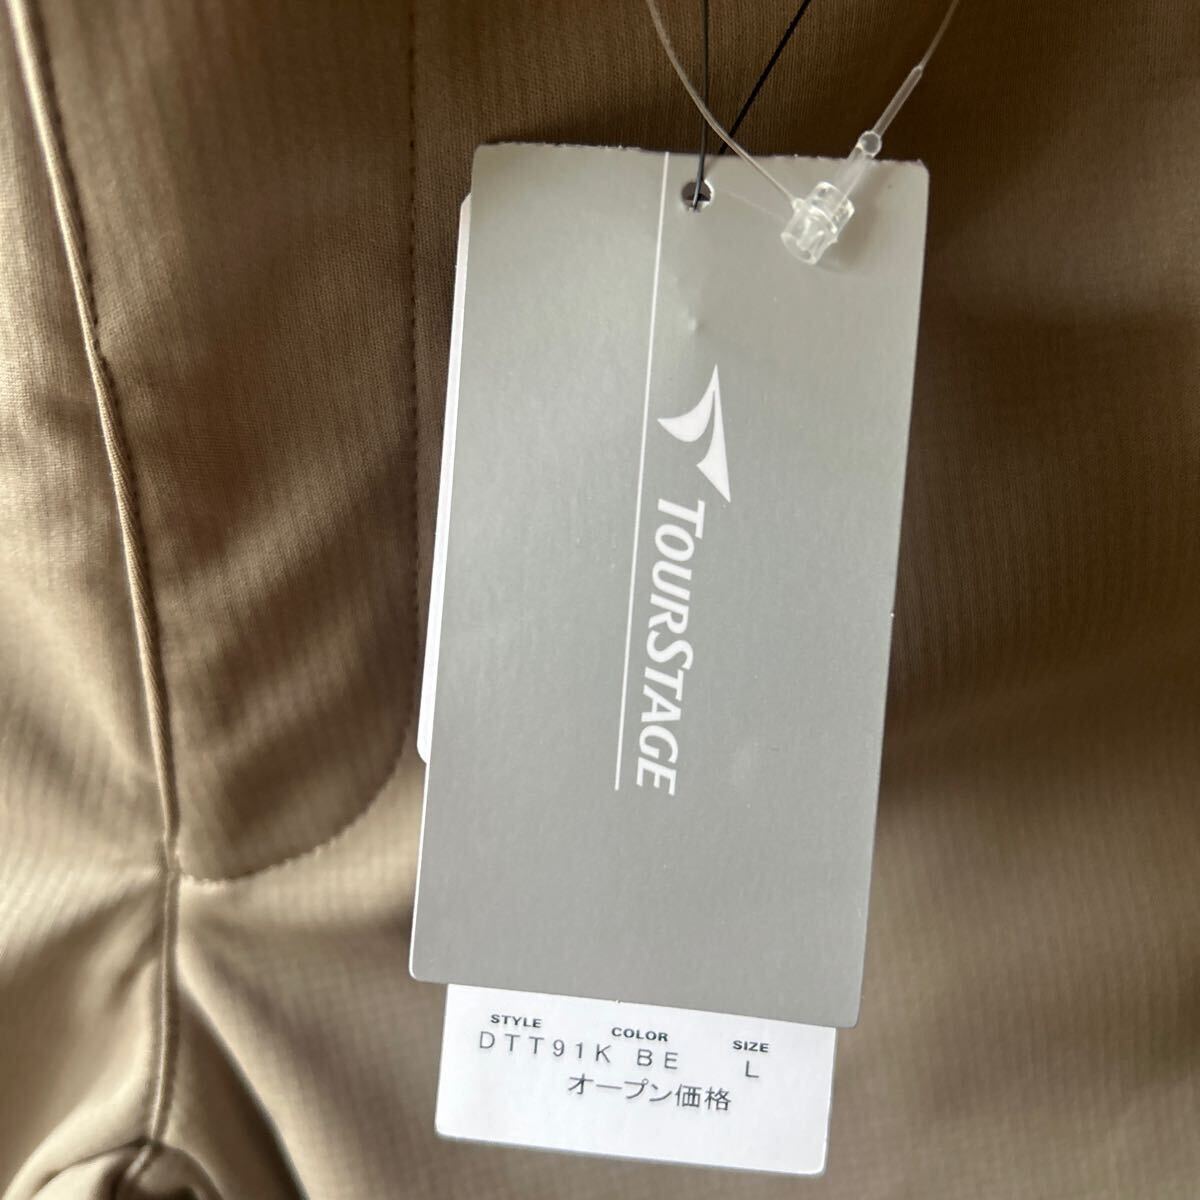 TOURSTAGE
STYLE COLOR SIZE
DTT91K BE L
オープン価格